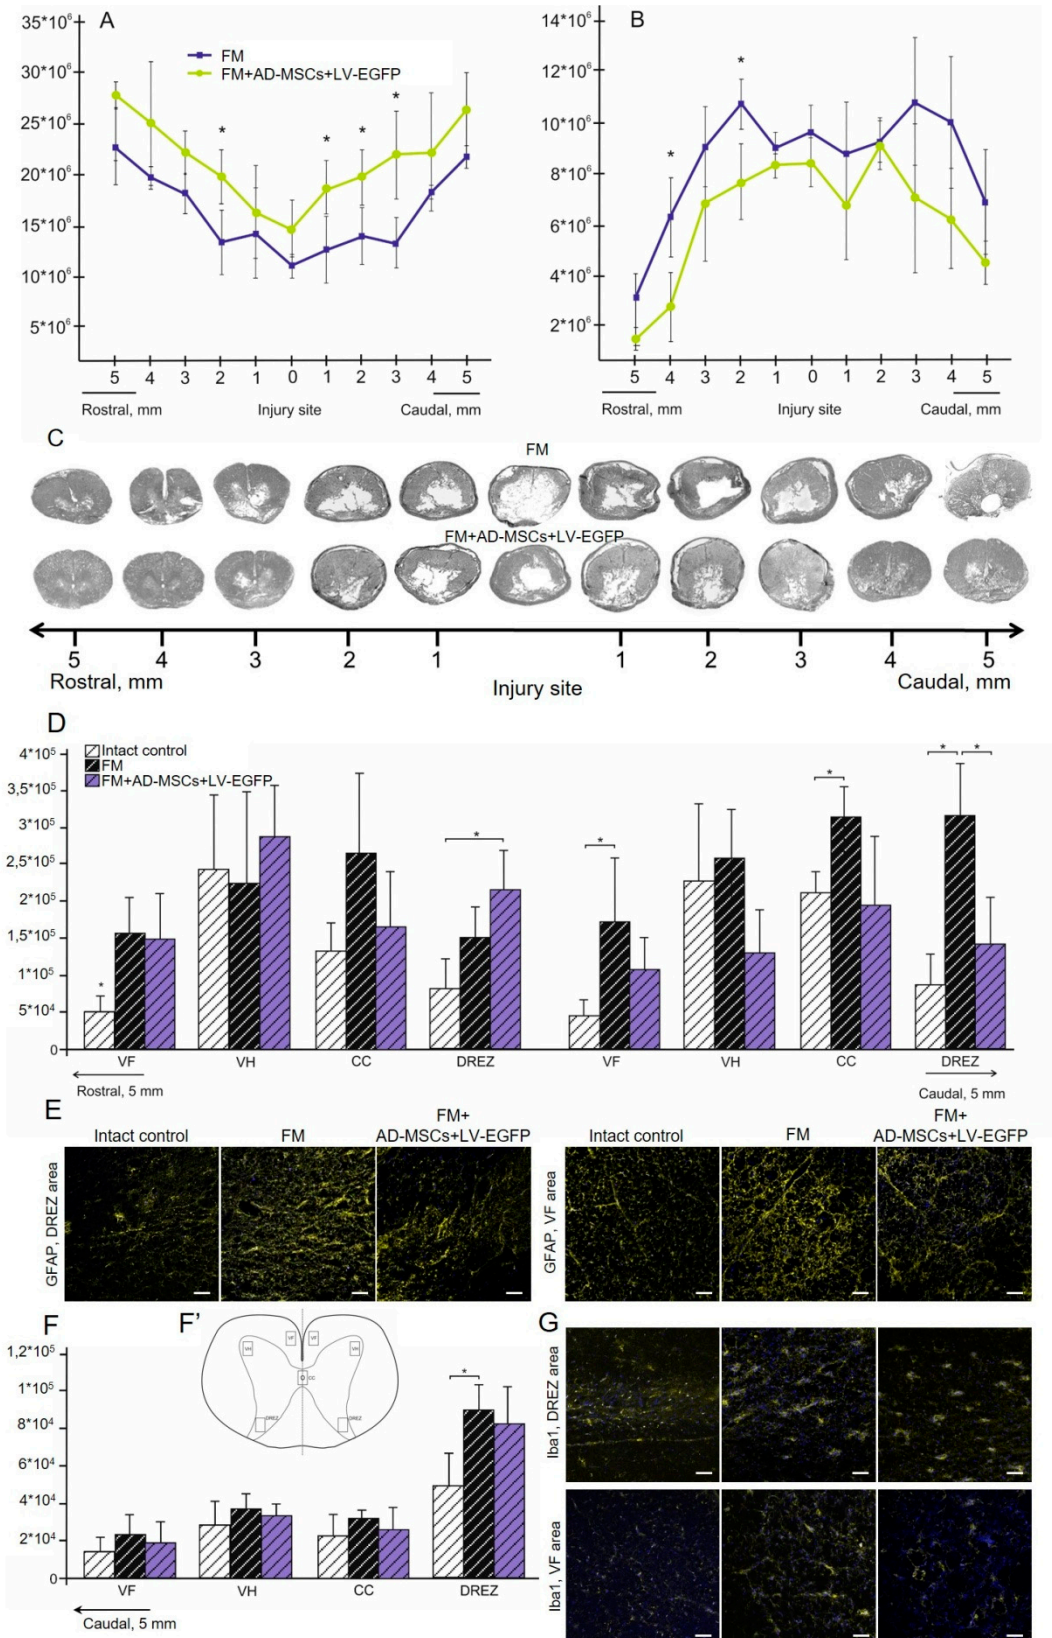 A
35*10⁶
30*10⁶
25*10⁶
20*10⁶
15*10⁶
10*10⁶
5*10⁶
FM
FM+AD-MSCs+LV-EGFP
*
*
*
*
5 4 3 2 1 0 1 2 3 4 5
Rostral, mm Injury site Caudal, mm
B
14*10⁶
12*10⁶
10*10⁶
8*10⁶
6*10⁶
4*10⁶
2*10⁶
*
*
5 4 3 2 1 0 1 2 3 4 5
Rostral, mm Injury site Caudal, mm
C
FM
FM+AD-MSCs+LV-EGFP
5 4 3 2 1 1 2 3 4 5
Rostral, mm Injury site Caudal, mm
D
Intact control
FM
FM+AD-MSCs+LV-EGFP
4*10⁵
3,5*10⁵
3*10⁵
2,5*10⁵
2*10⁵
1,5*10⁵
1*10⁵
5*10⁴
0
*
*
*
*
*
*
VF VH CC DREZ VF VH CC DREZ
Rostral, 5 mm Caudal, 5 mm
E
Intact control FM FM+
AD-MSCs+LV-EGFP
GFAP, DREZ area
Intact control FM FM+
AD-MSCs+LV-EGFP
GFAP, VF area
F
1,2*10⁵
1*10⁵
8*10⁴
6*10⁴
4*10⁴
2*10⁴
0
*
VF VH CC DREZ
Caudal, 5 mm
F'
VF VF
VH VH
CC
DREZ DREZ
G
Iba1, DREZ area
Iba1, VF area